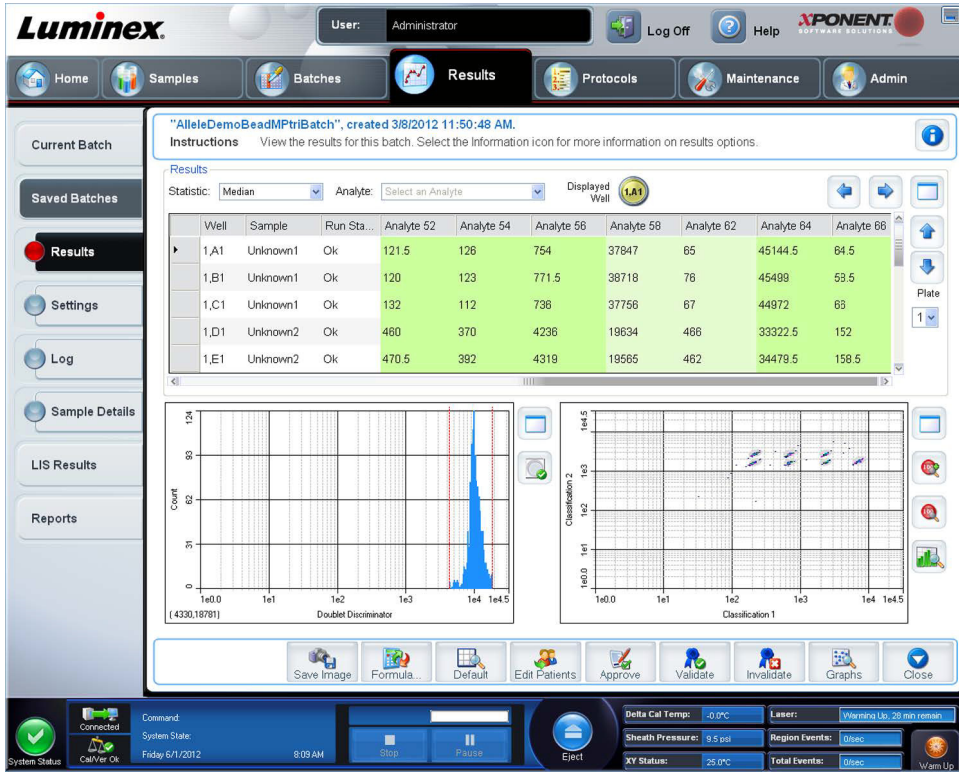 Luminex.
User: Administrator
Log Off
Help
XPONENT.
SOFTWARE SOLUTIONS
Home
Samples
Batches
Results
Protocols
Maintenance
Admin
Current Batch
Saved Batches
Results
Settings
Log
Sample Details
LIS Results
Reports
"AlleleDemoBeadMPtriBatch", created 3/8/2012 11:50:48 AM.
Instructions View the results for this batch. Select the Information icon for more information on results options.
Results
Statistic: Median Analyte: Select an Analyte Displayed Well 1,A1
Well Sample Run Sta... Analyte 52 Analyte 54 Analyte 56 Analyte 58 Analyte 62 Analyte 64 Analyte 66
1,A1 Unknown1 Ok 121.5 126 754 37847 65 45144.5 64.5
1,B1 Unknown1 Ok 120 123 771.5 38718 76 45499 58.5
1,C1 Unknown1 Ok 132 112 736 37756 67 44972 66
1,D1 Unknown2 Ok 460 370 4236 19634 466 33322.5 152
1,E1 Unknown2 Ok 470.5 392 4319 19565 462 34479.5 158.5
Plate
1
Count
124
93
62
31
0
1e0.0 1e1 1e2 1e3 1e4 1e4.5
( 4330,18781) Doublet Discriminator
Classification 2
1e4.5
1e3
1e2
1e1
1e0.0
1e0.0 1e1 1e2 1e3 1e4 1e4.5
Classification 1
Save Image
Formula...
Default
Edit Patients
Approve
Validate
Invalidate
Graphs
Close
System Status
Connected
Cal/Ver Ok
Command:
System State:
Friday 6/1/2012 8:09 AM
Stop
Pause
Eject
Delta Cal Temp: -0.0°C
Sheath Pressure: 9.5 psi
XY Status: 25.0°C
Laser: Warming Up, 28 min remain
Region Events: 0/sec
Total Events: 0/sec
Warm Up